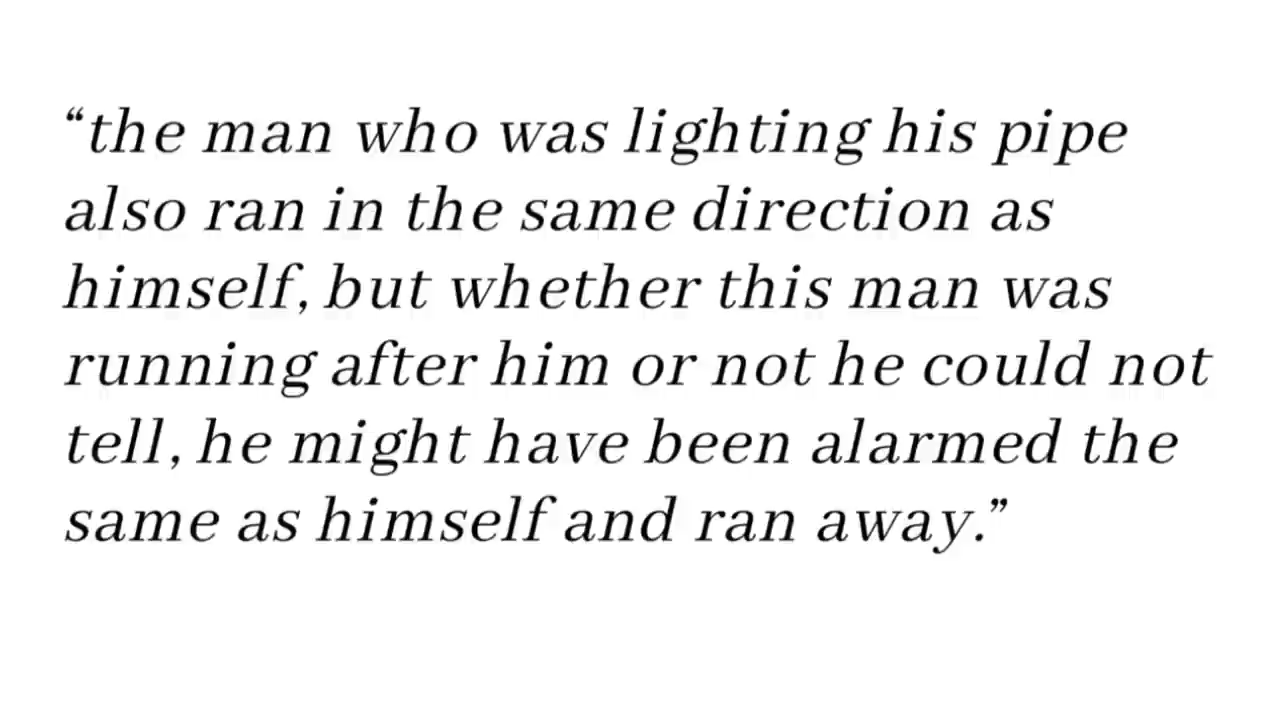 “the man who was lighting his pipe
also ran in the same direction as
himself, but whether this man was
running after him or not he could not
tell, he might have been alarmed the
same as himself and ran away.”